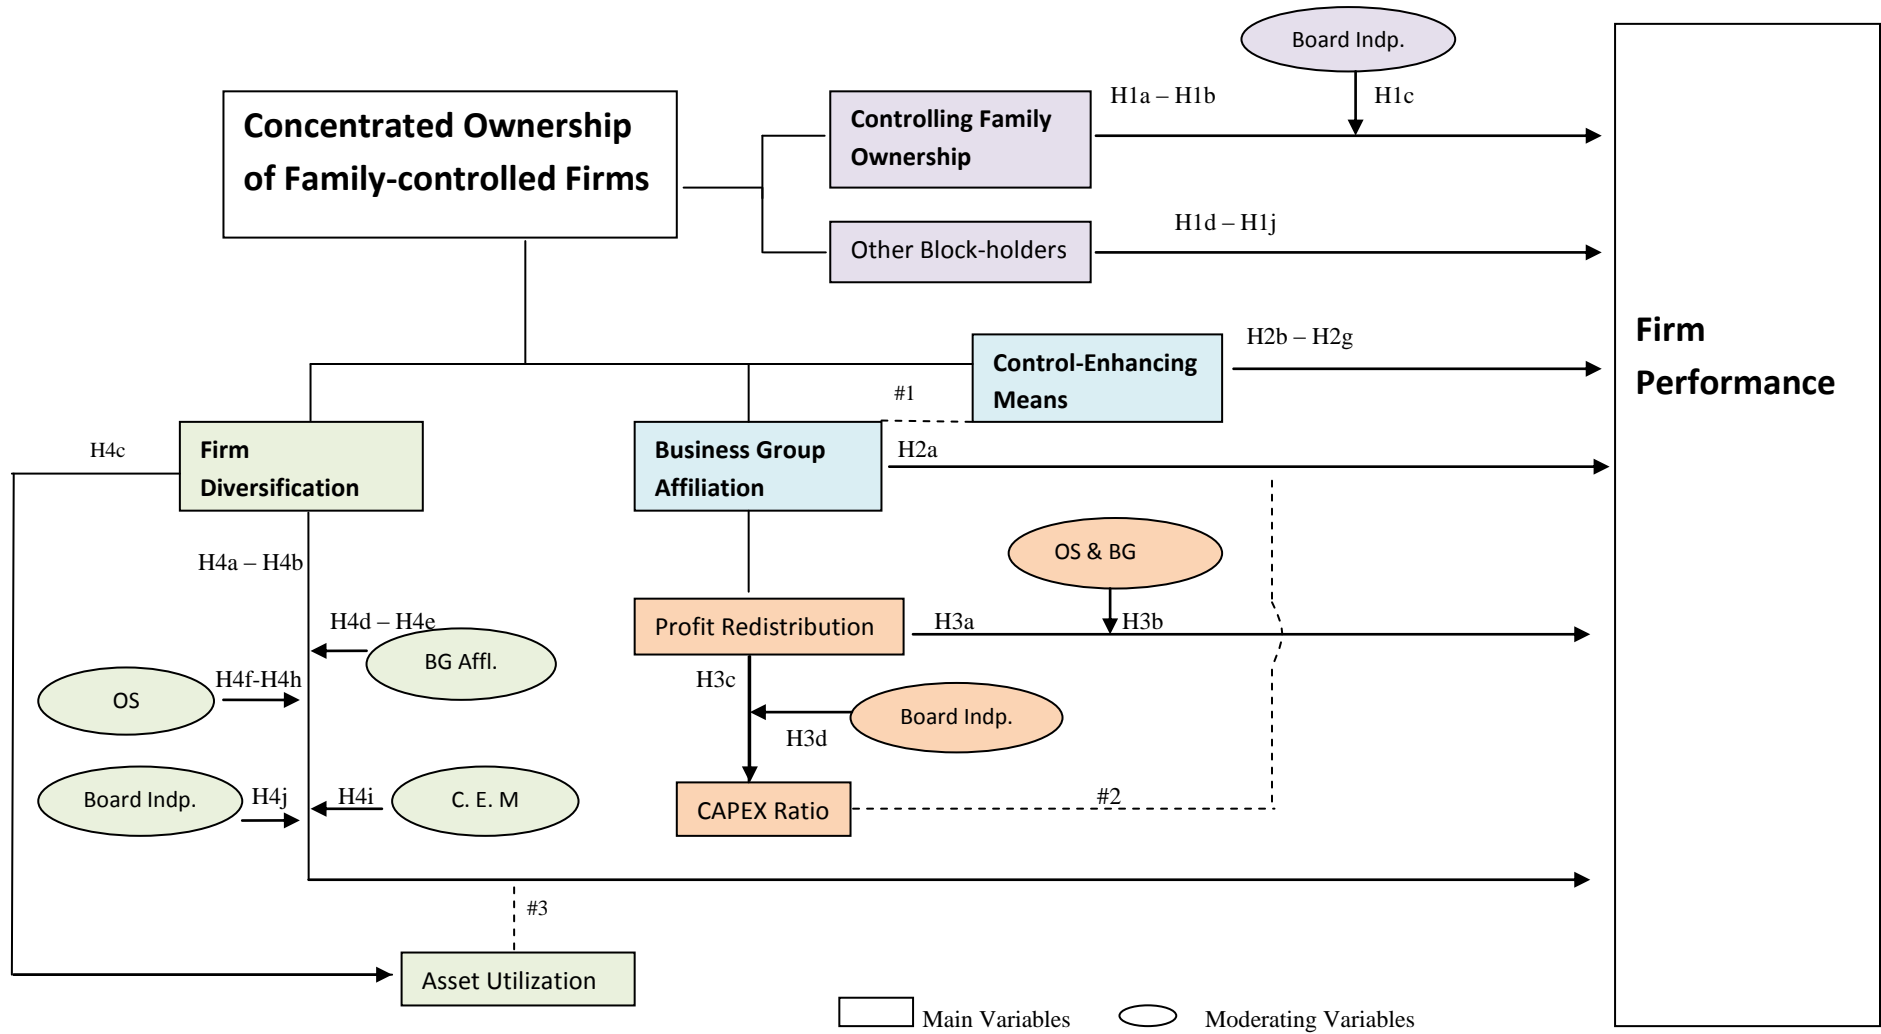 Board Indp.
H1a – H1b
H1c
Concentrated Ownership
of Family-controlled Firms
Controlling Family
Ownership
H1d – H1j
Other Block-holders
Firm
Performance
H2b – H2g
Control-Enhancing
Means
#1
H4c
Firm
Diversification
Business Group
Affiliation
H2a
H4a – H4b
OS & BG
H4d – H4e
Profit Redistribution
H3a
H3b
BG Affl.
H4f-H4h
OS
H3c
Board Indp.
H3d
Board Indp.
H4j
H4i
C. E. M
CAPEX Ratio
#2
#3
Asset Utilization
Main Variables
Moderating Variables